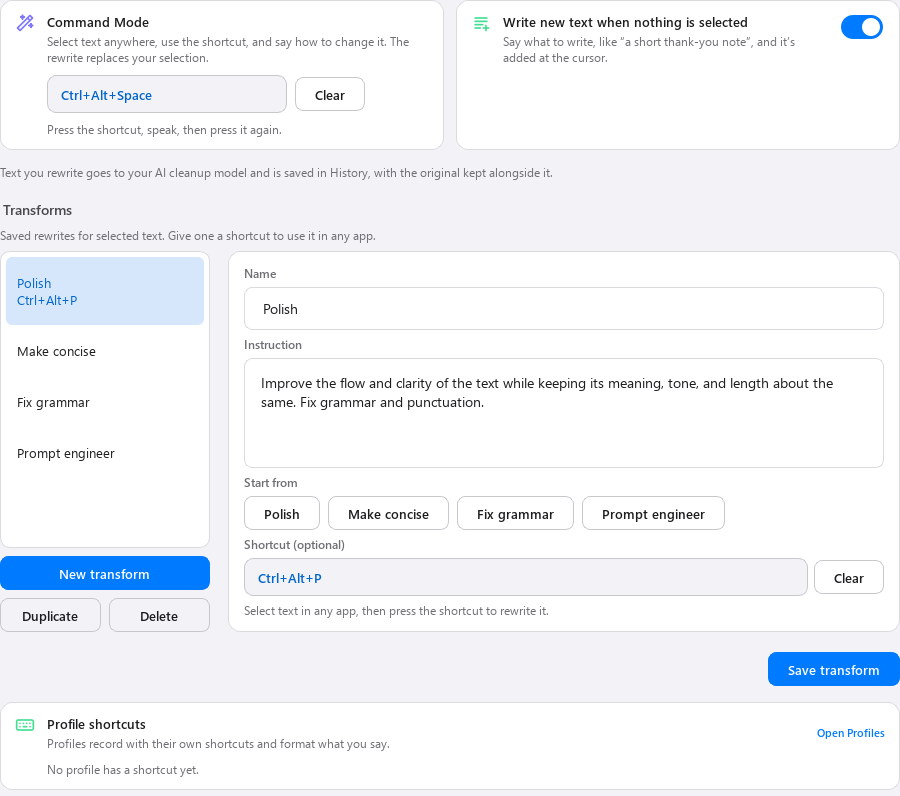 Command Mode
Select text anywhere, use the shortcut, and say how to change it. The
rewrite replaces your selection.
Ctrl+Alt+Space
Clear
Press the shortcut, speak, then press it again.
Write new text when nothing is selected
Say what to write, like “a short thank-you note”, and it’s
added at the cursor.
Text you rewrite goes to your AI cleanup model and is saved in History, with the original kept alongside it.
Transforms
Saved rewrites for selected text. Give one a shortcut to use it in any app.
Polish
Ctrl+Alt+P
Make concise
Fix grammar
Prompt engineer
New transform
Duplicate
Delete
Name
Polish
Instruction
Improve the flow and clarity of the text while keeping its meaning, tone, and length about the
same. Fix grammar and punctuation.
Start from
Polish
Make concise
Fix grammar
Prompt engineer
Shortcut (optional)
Ctrl+Alt+P
Clear
Select text in any app, then press the shortcut to rewrite it.
Save transform
Profile shortcuts
Profiles record with their own shortcuts and format what you say.
No profile has a shortcut yet.
Open Profiles